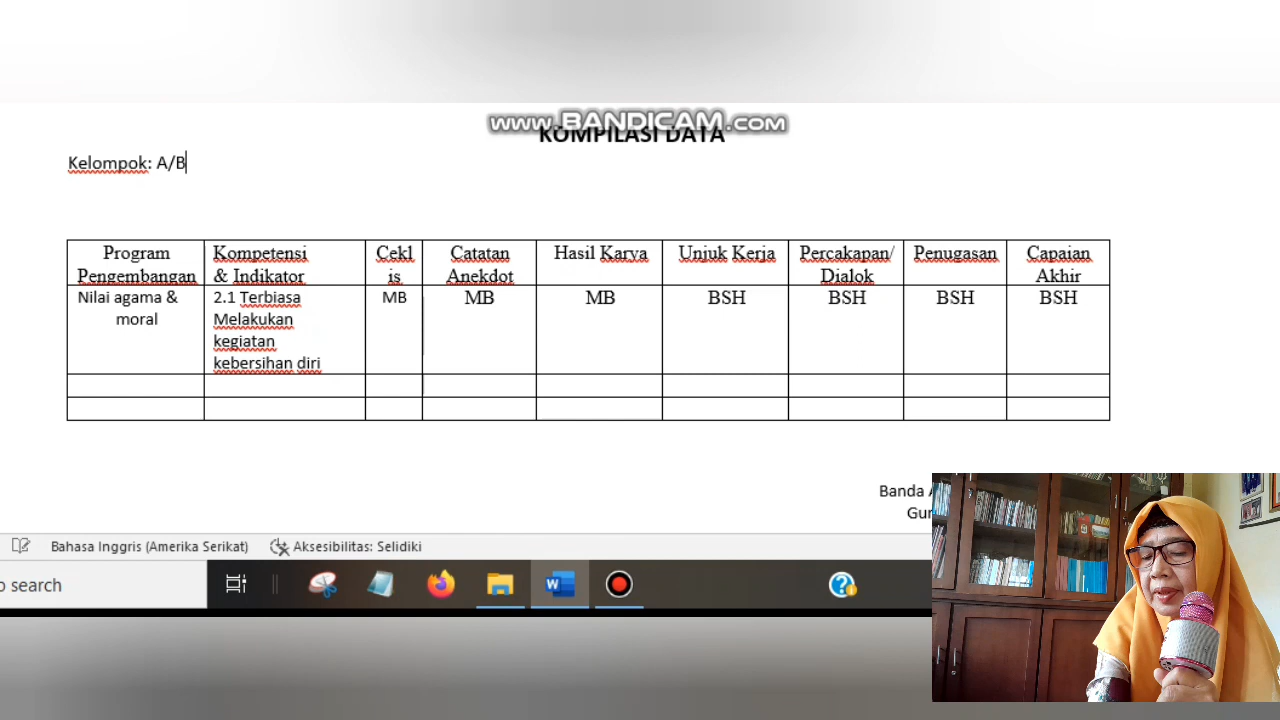 www.BANDICAM.com
KOMPILASI DATA
Kelompok: A/B
Program Pengembangan
Kompetensi & Indikator
Cekl is
Catatan Anekdot
Hasil Karya
Unjuk Kerja
Percakapan/ Dialok
Penugasan
Capaian Akhir
Nilai agama & moral
2.1 Terbiasa Melakukan kegiatan kebersihan diri
MB
MB
MB
BSH
BSH
BSH
BSH
Banda
Bahasa Inggris (Amerika Serikat)
Aksesibilitas: Selidiki
search